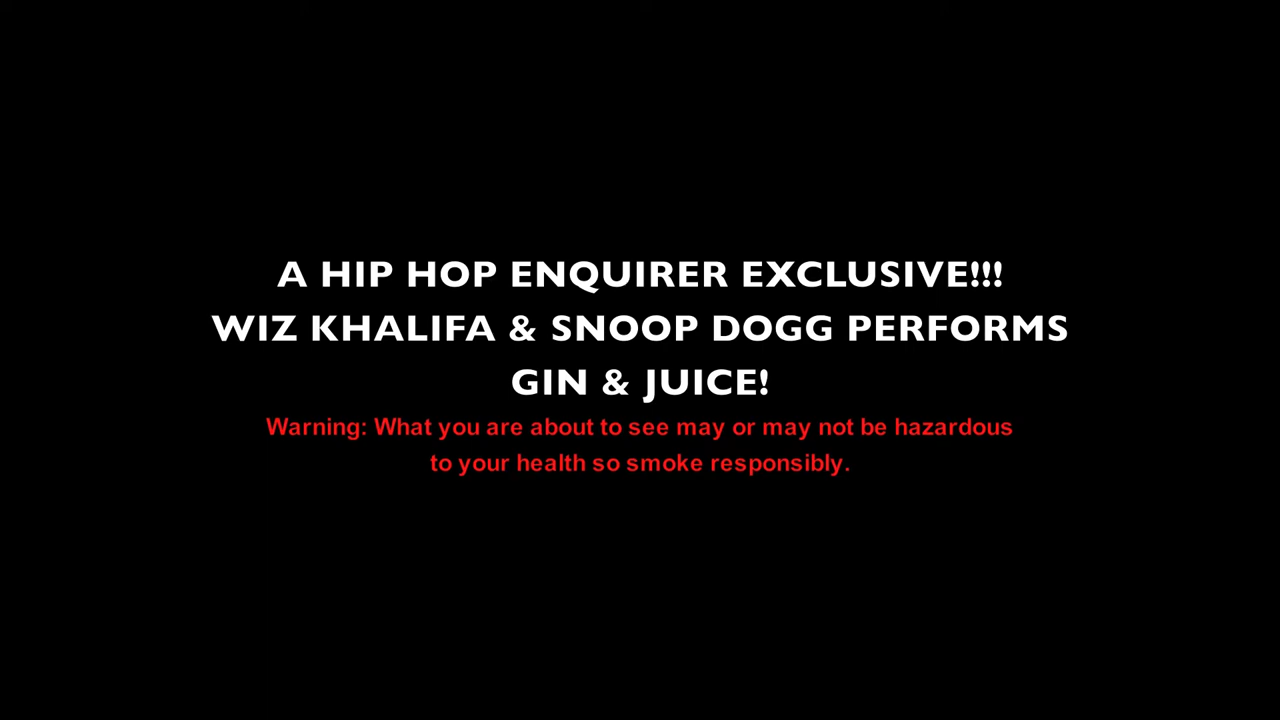 A HIP HOP ENQUIRER EXCLUSIVE!!!
WIZ KHALIFA & SNOOP DOGG PERFORMS
GIN & JUICE!
Warning: What you are about to see may or may not be hazardous
to your health so smoke responsibly.